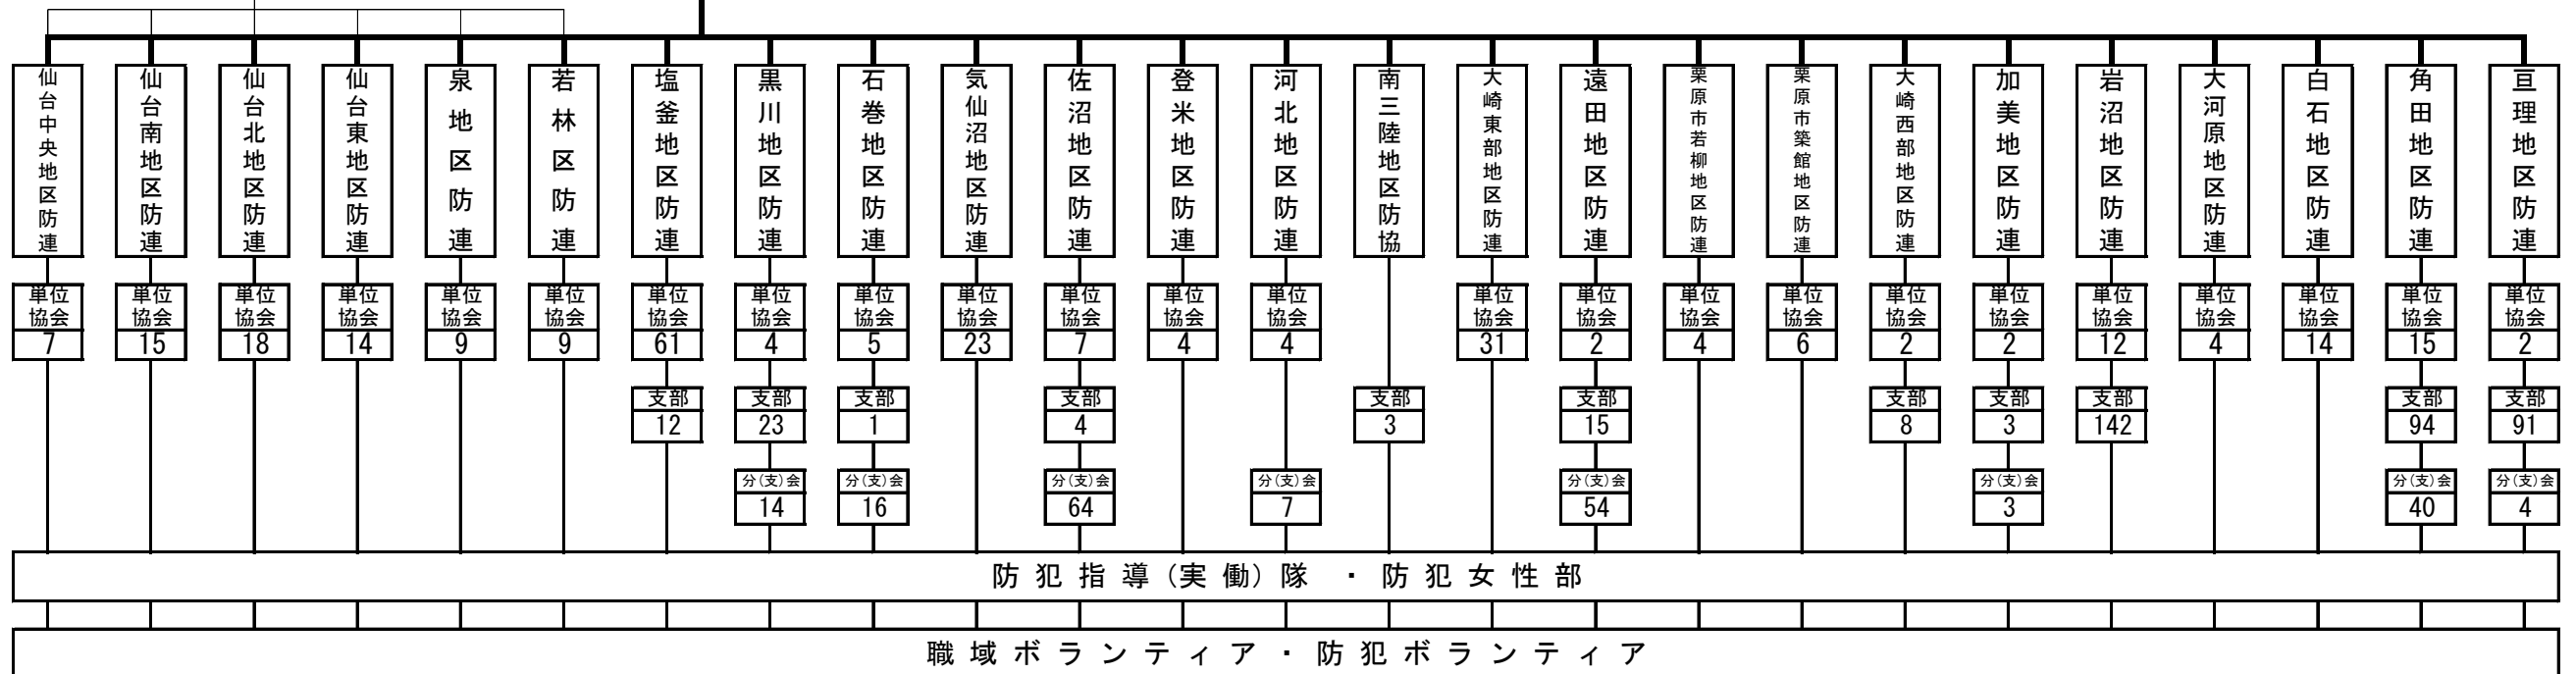 仙台中央地区防連
仙台南地区防連
仙台北地区防連
仙台東地区防連
泉地区防連
若林区防連
塩釜地区防連
黒川地区防連
石巻地区防連
気仙沼地区防連
佐沼地区防連
登米地区防連
河北地区防連
南三陸地区防協
大崎東部地区防連
遠田地区防連
栗原市若柳地区防連
栗原市築館地区防連
大崎西部地区防連
加美地区防連
岩沼地区防連
大河原地区防連
白石地区防連
角田地区防連
亘理地区防連
単位 単位 単位 単位 単位 単位 単位 単位 単位 単位 単位 単位 単位 単位 単位 単位 単位 単位 単位 単位 単位 単位 単位 単位
協会 協会 協会 協会 協会 協会 協会 協会 協会 協会 協会 協会 協会 協会 協会 協会 協会 協会 協会 協会 協会 協会 協会 協会
7 15 18 14 9 9 61 4 5 23 7 4 4 31 2 4 6 2 2 12 4 14 15 2
支部 支部 支部 支部 支部 支部 支部 支部 支部 支部 支部
12 23 1 4 3 15 8 3 142 94 91
分(支)会 分(支)会 分(支)会 分(支)会 分(支)会 分(支)会 分(支)会 分(支)会
14 16 64 7 54 3 40 4
防犯指導(実働)隊 ・ 防犯女性部
職域ボランティア・防犯ボランティア